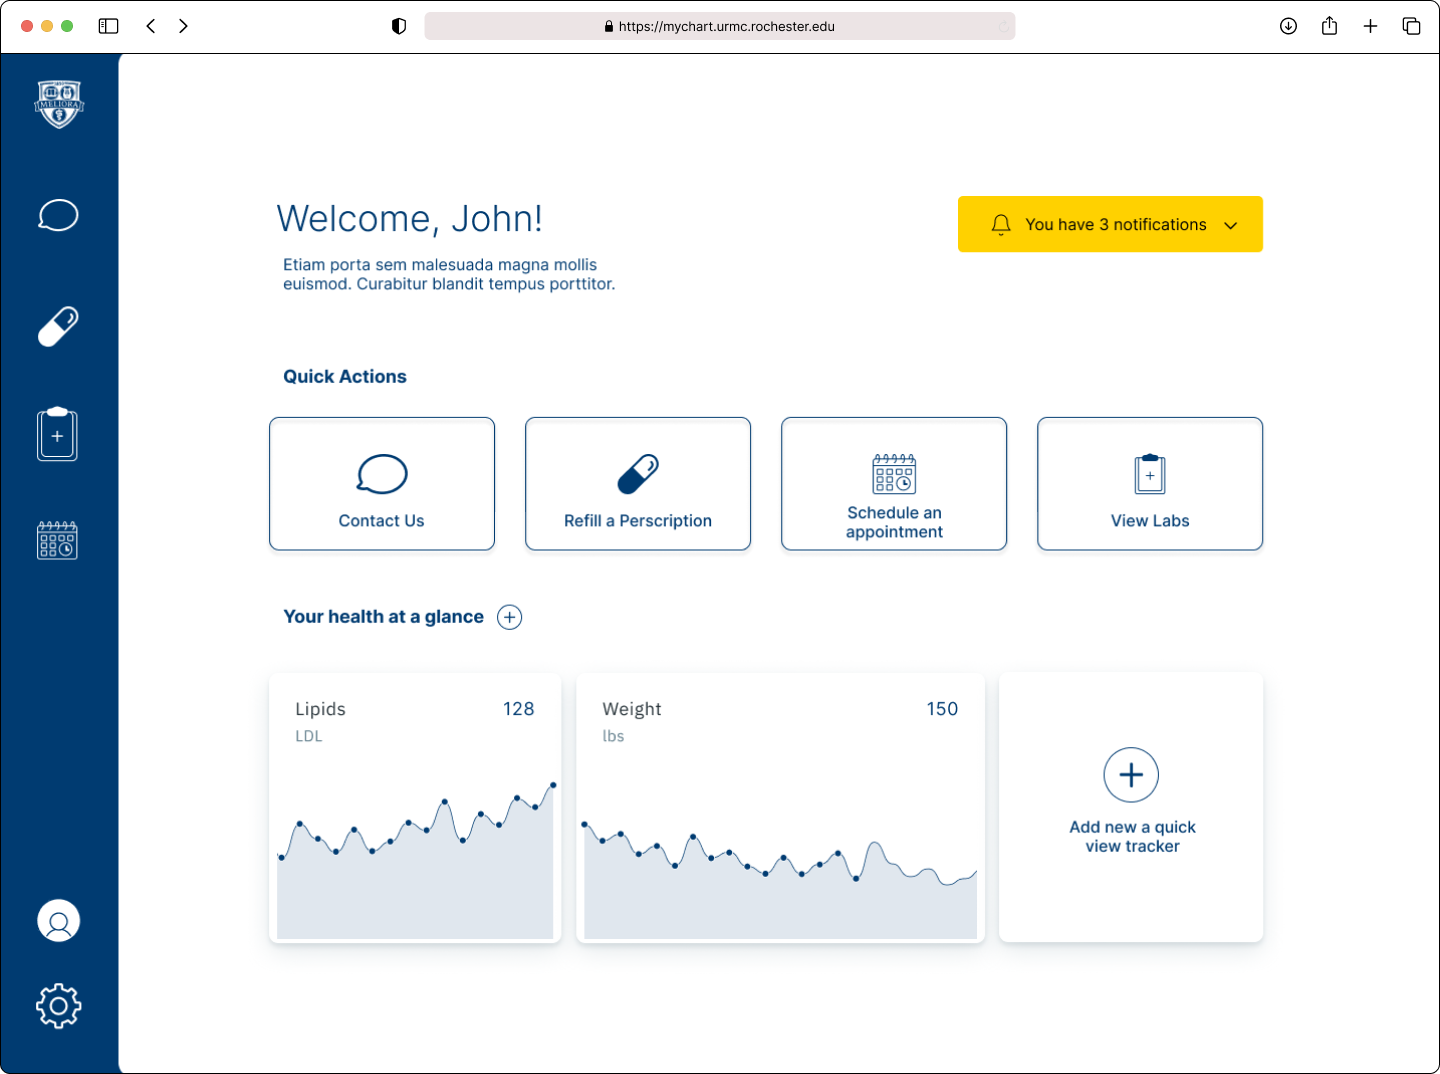 https://mychart.urmc.rochester.edu
MELIORA
Welcome, John!
You have 3 notifications
Etiam porta sem malesuada magna mollis
euismod. Curabitur blandit tempus porttitor.
Quick Actions
Contact Us
Refill a Perscription
Schedule an
appointment
View Labs
Your health at a glance
Lipids 128
LDL
Weight 150
lbs
Add new a quick
view tracker